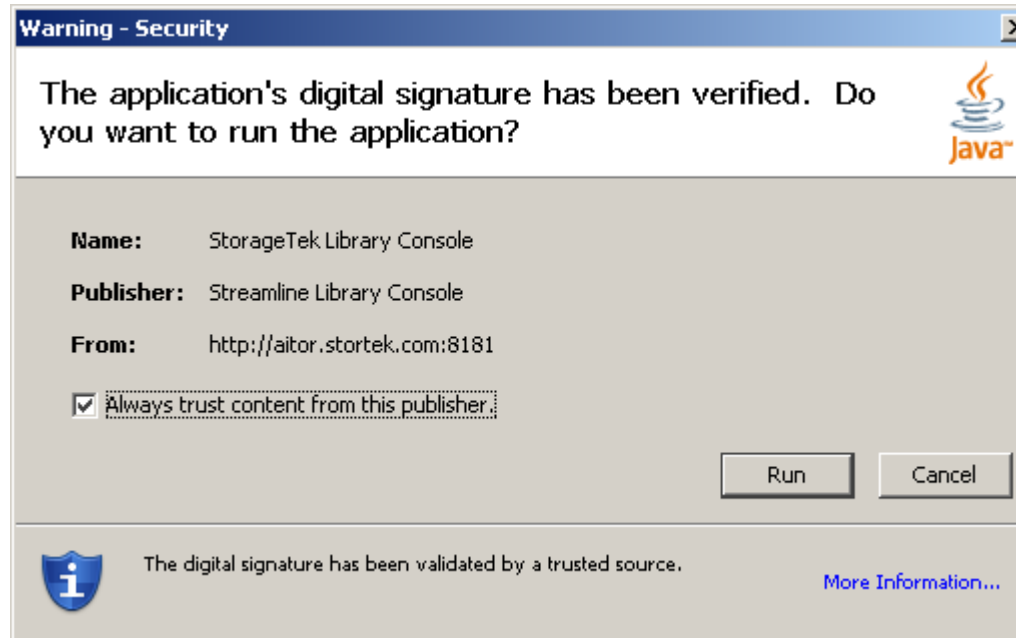 Warning - Security
The application's digital signature has been verified. Do
you want to run the application?
Java™
Name: StorageTek Library Console
Publisher: Streamline Library Console
From: http://aitor.stortek.com:8181
Always trust content from this publisher.
Run Cancel
The digital signature has been validated by a trusted source.
More Information...